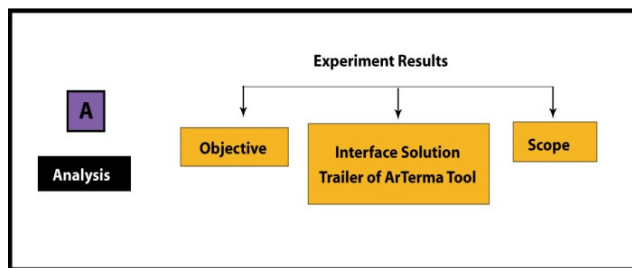 Experiment Results
A
Analysis
Objective
Interface Solution
Trailer of ArTerma Tool
Scope